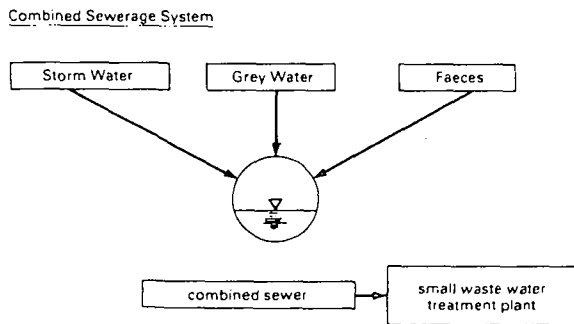 Combined Sewerage System
Storm Water
Grey Water
Faeces
combined sewer
small waste water
treatment plant